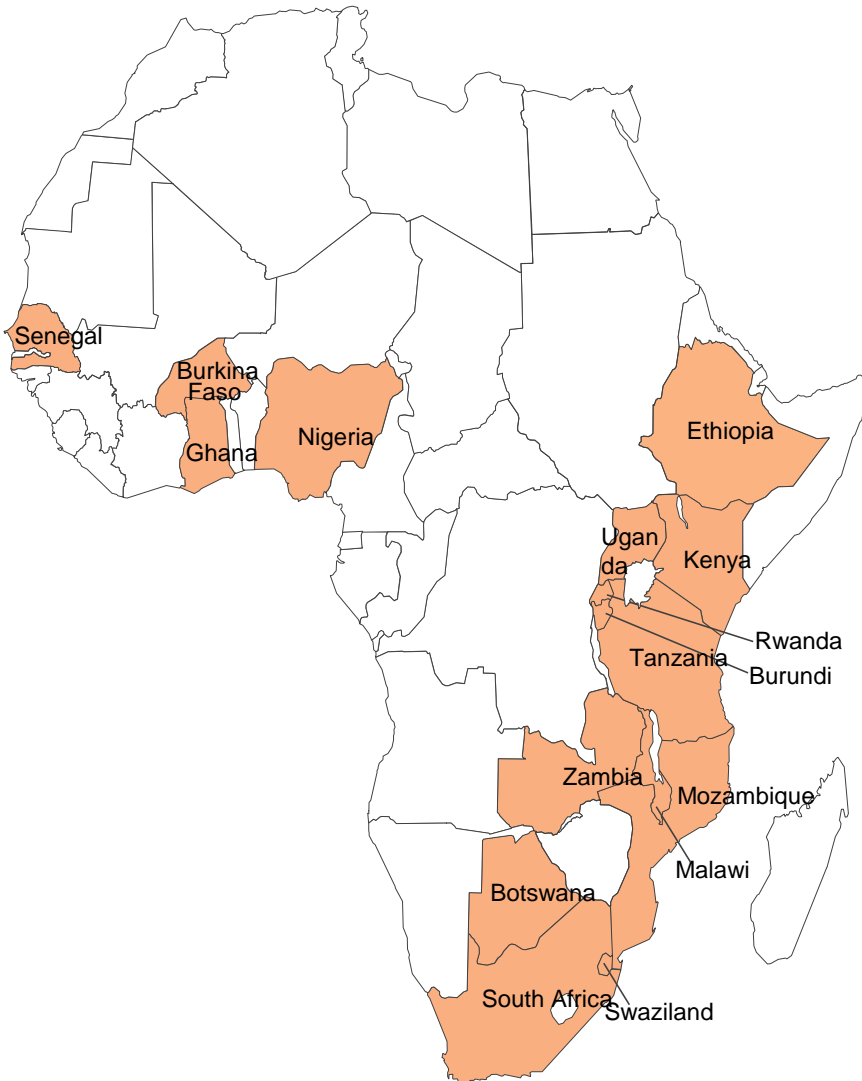 Senegal
Burkina
Faso
Ghana
Nigeria
Ethiopia
Ugan
da
Kenya
Rwanda
Tanzania
Burundi
Zambia
Mozambique
Malawi
Botswana
South Africa
Swaziland